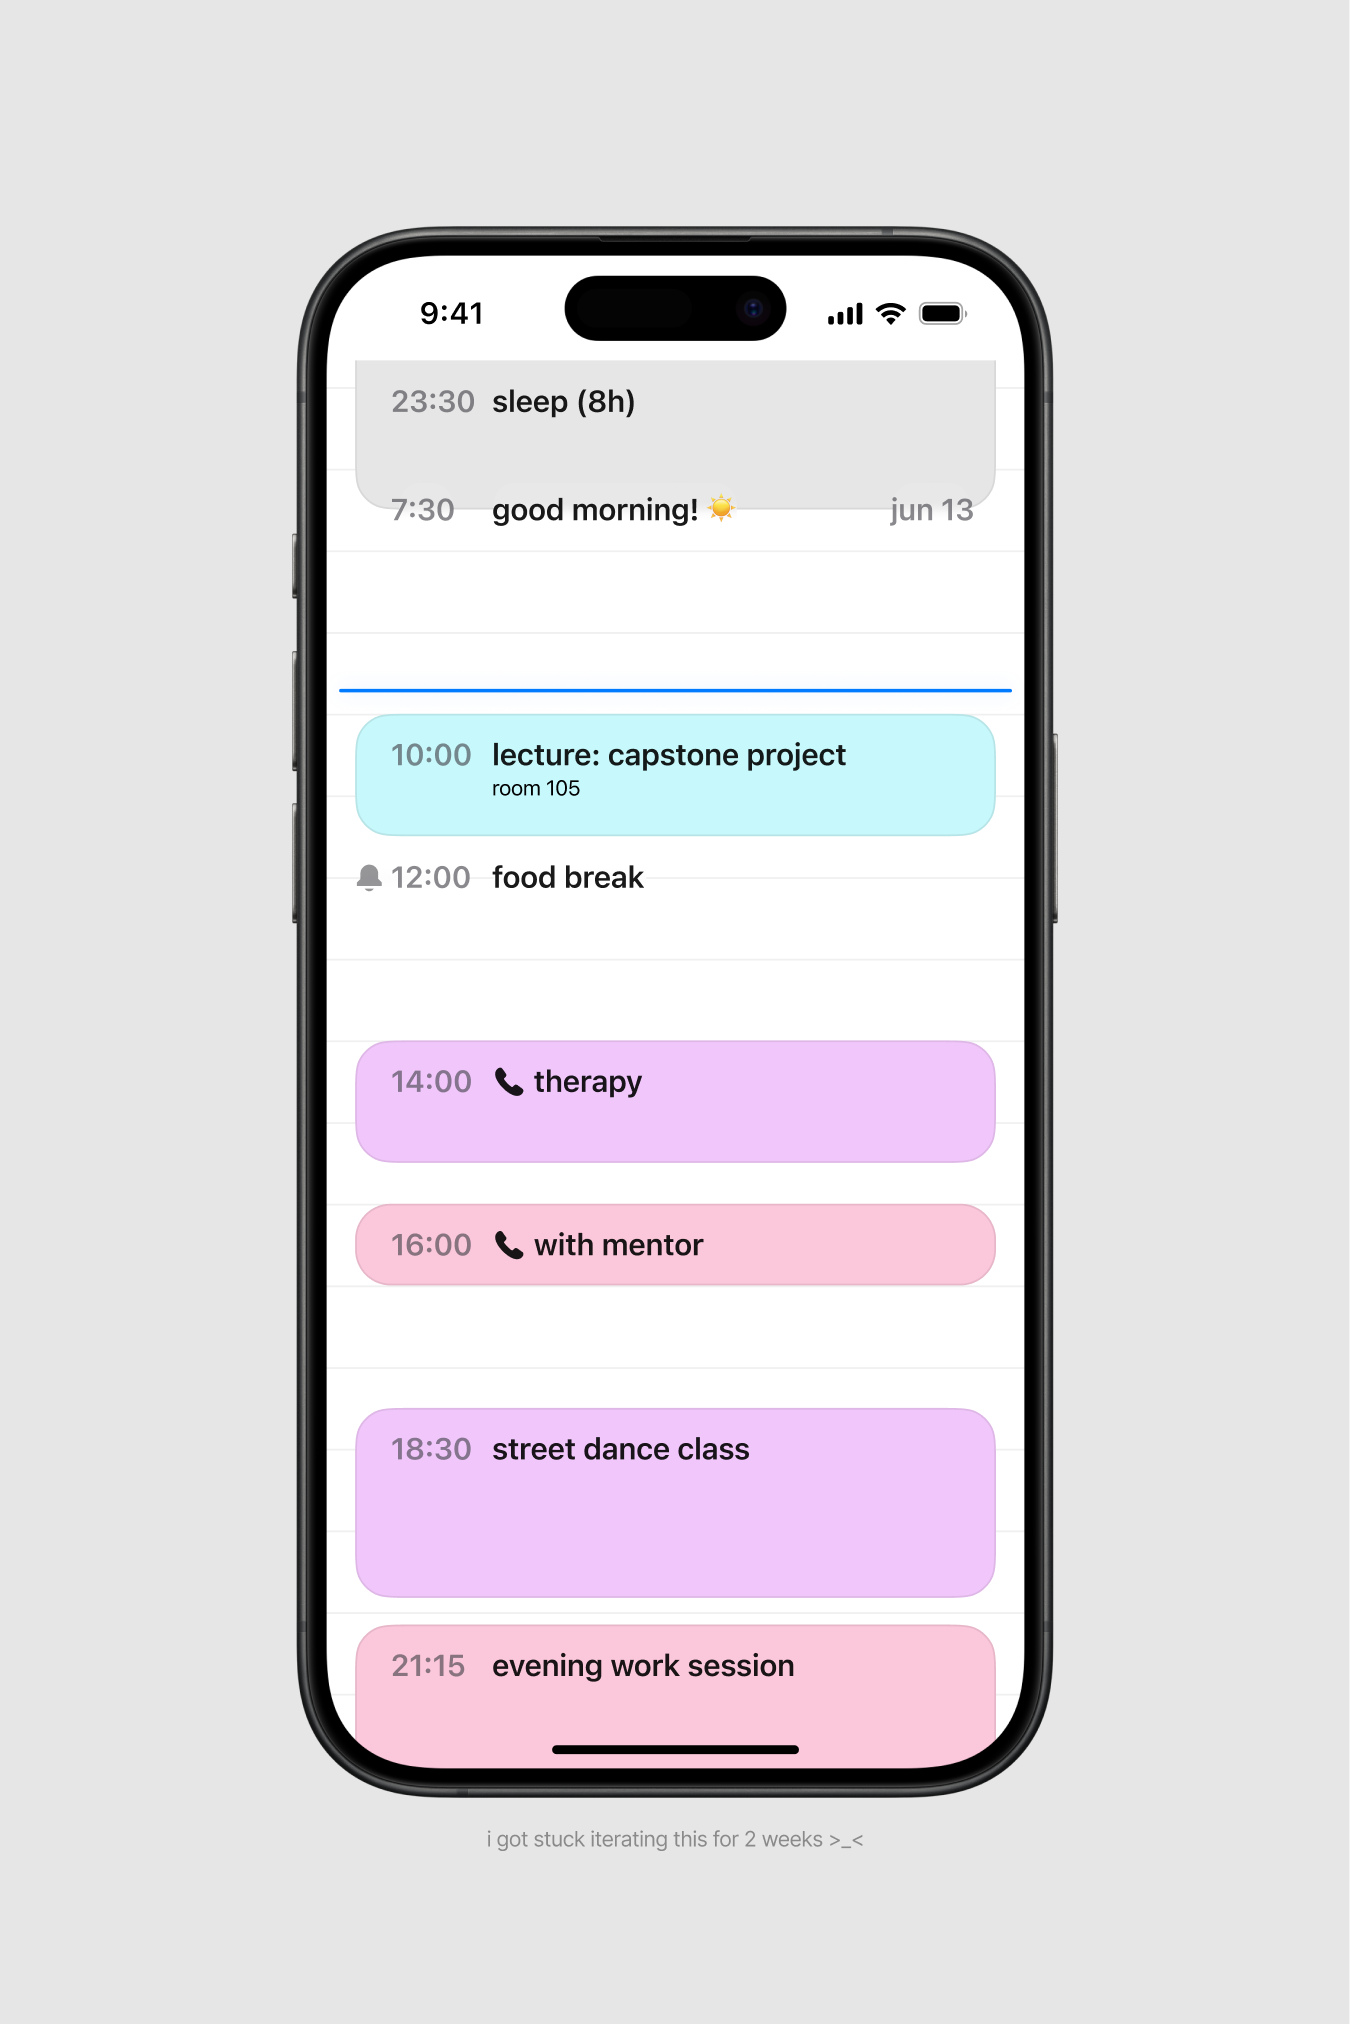 9:41
23:30 sleep (8h)
7:30 good morning! ☀️ jun 13
10:00 lecture: capstone project
room 105
12:00 food break
14:00 📞 therapy
16:00 📞 with mentor
18:30 street dance class
21:15 evening work session
i got stuck iterating this for 2 weeks >_<